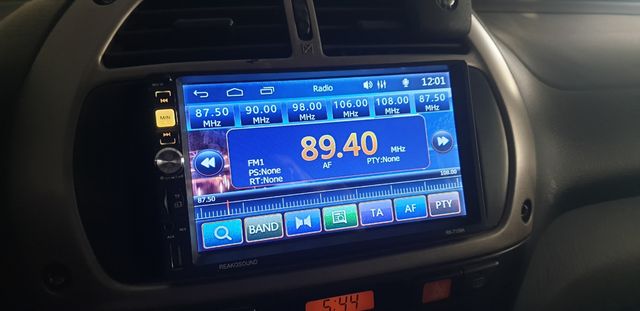 Radio
12:01
87.50 MHz
90.00 MHz
98.00 MHz
106.00 MHz
108.00 MHz
87.50 MHz
89.40 MHz
FM1
AF
PS:None
PTY:None
RT:None
87.50
108.00
BAND
TA
AF
PTY
REAKOSOUND
5:44